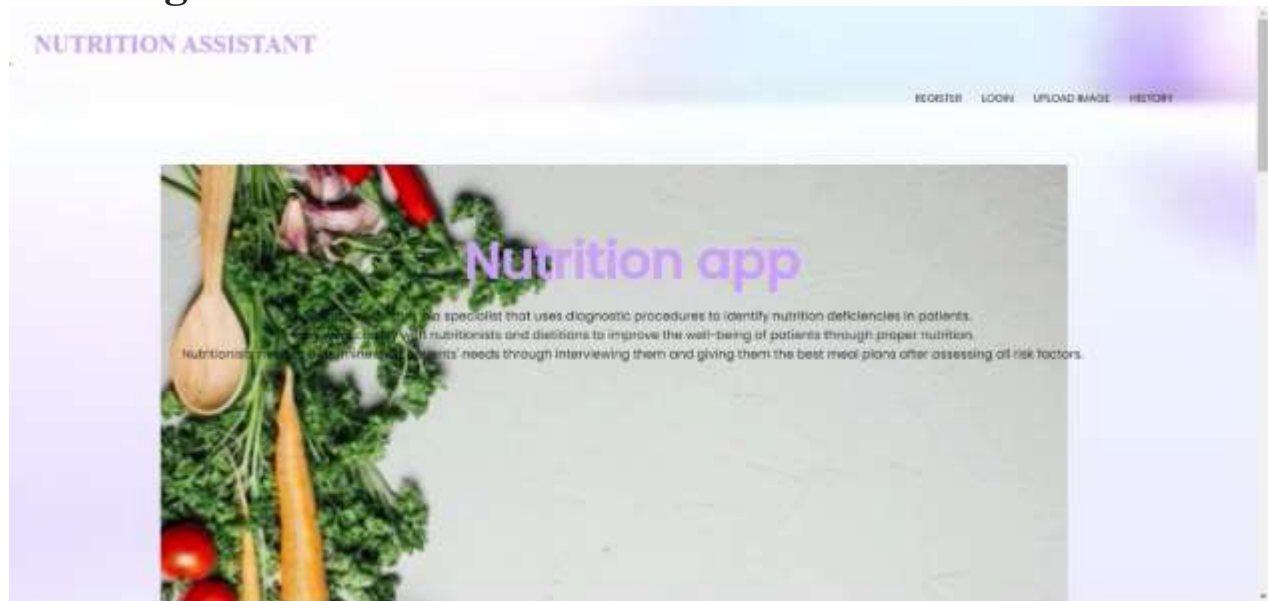 NUTRITION ASSISTANT
REGISTER LOGIN UPLOAD IMAGE HISTORY
Nutrition app
a specialist that uses diagnostic procedures to identify nutrition deficiencies in patients.
with nutritionists and dietitians to improve the well-being of patients through proper nutrition.
Nutritionists needs through interviewing them and giving them the best meal plans after assessing all risk factors.